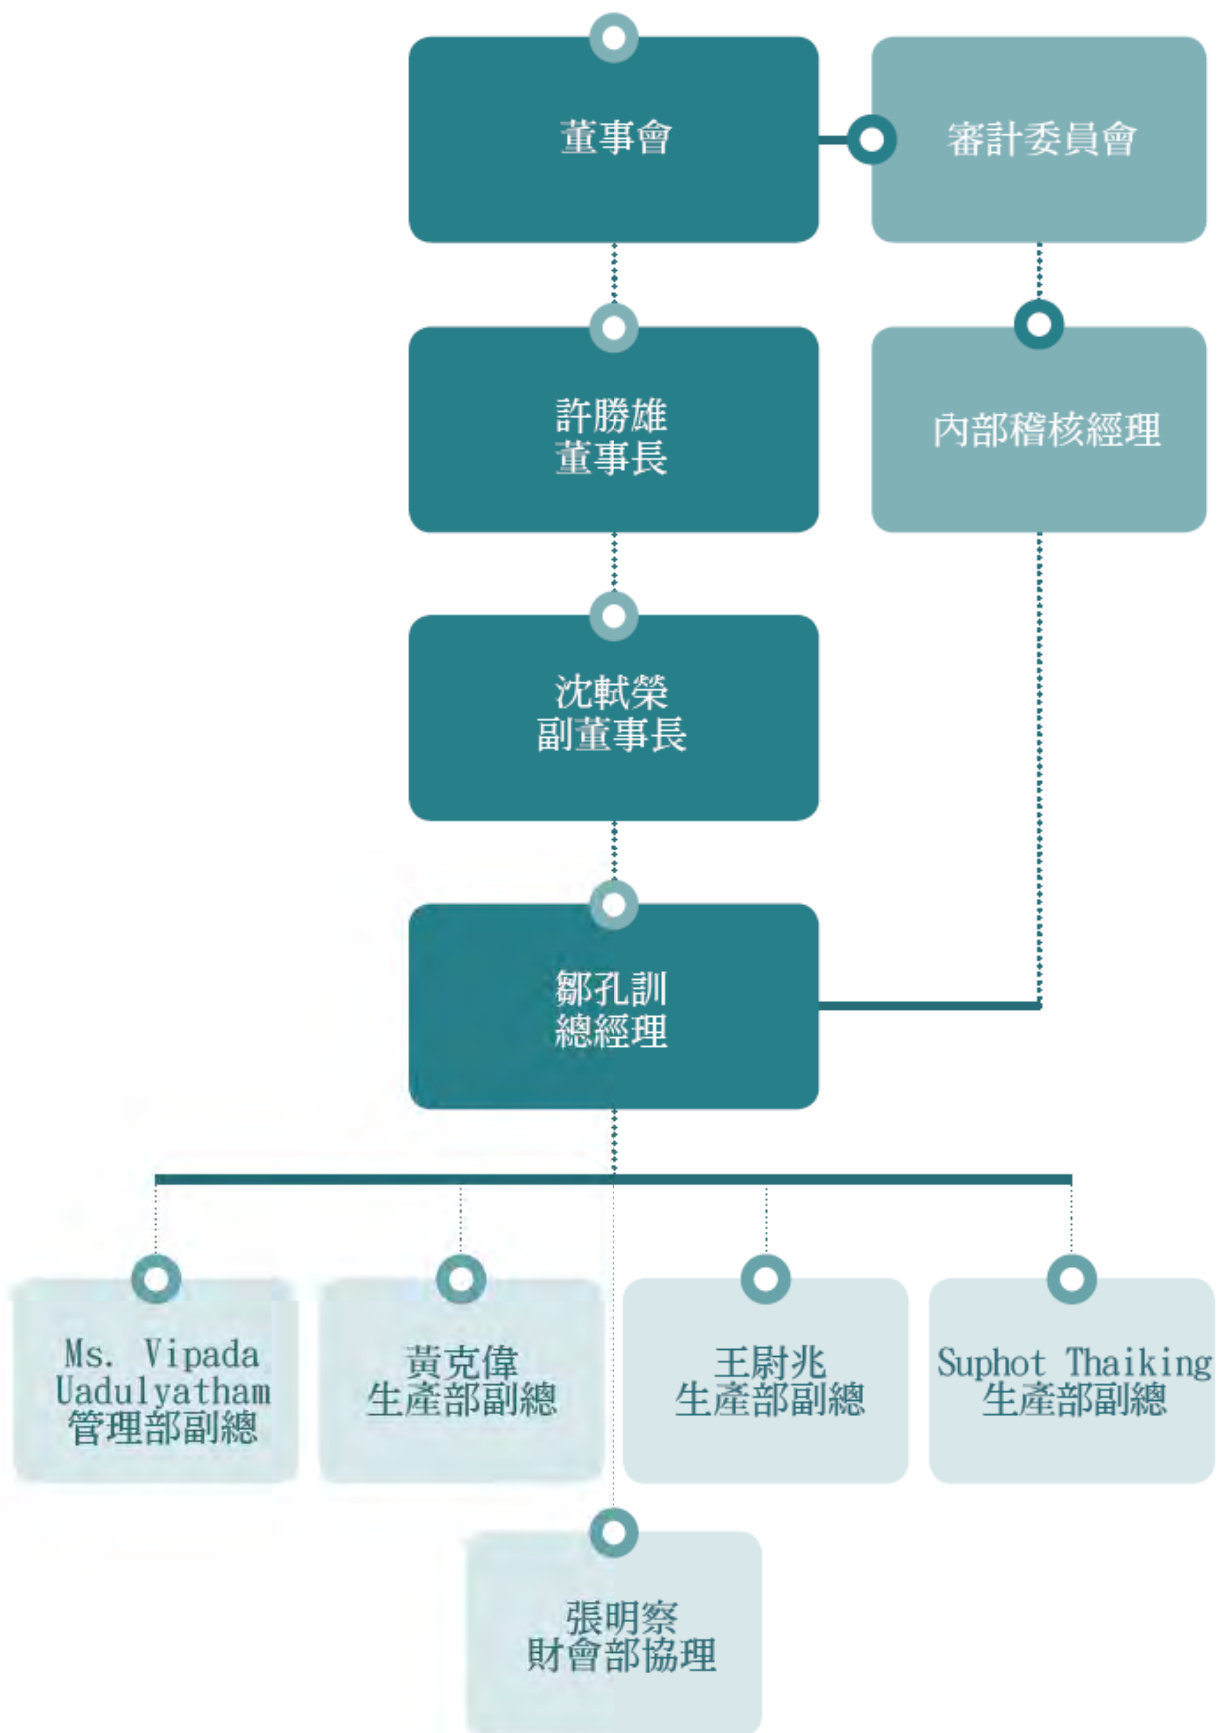 董事會
審計委員會
許勝雄
董事長
內部稽核經理
沈軾榮
副董事長
鄒孔訓
總經理
Ms. Vipada
Uadulyatham
管理部副總
黃克偉
生產部副總
王尉兆
生產部副總
Suphot Thaiking
生產部副總
張明察
財會部協理